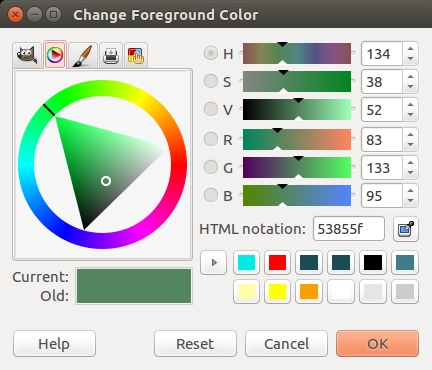 Change Foreground Color
H 134
S 38
V 52
R 83
G 133
B 95
HTML notation: 53855f
Current:
Old:
Help Reset Cancel OK